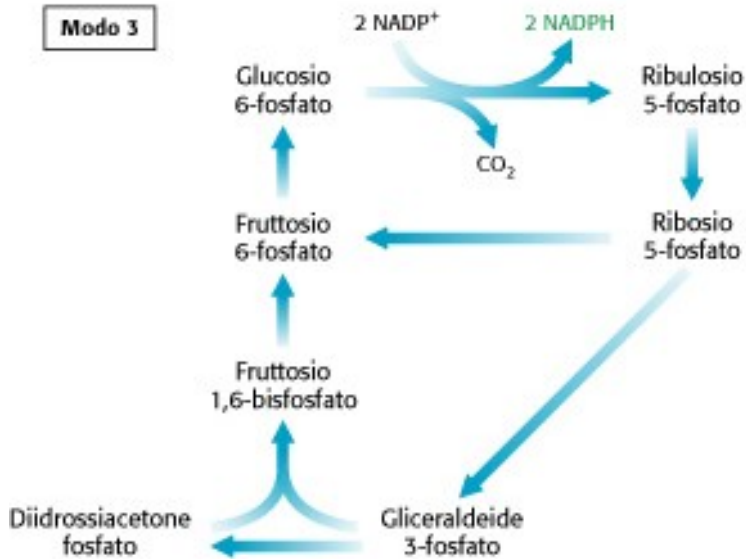 Modo 3
2 NADP⁺
2 NADPH
Glucosio
6-fosfato
Ribulosio
5-fosfato
CO₂
Fruttosio
6-fosfato
Ribosio
5-fosfato
Fruttosio
1,6-bisfosfato
Diidrossiacetone
fosfato
Gliceraldeide
3-fosfato